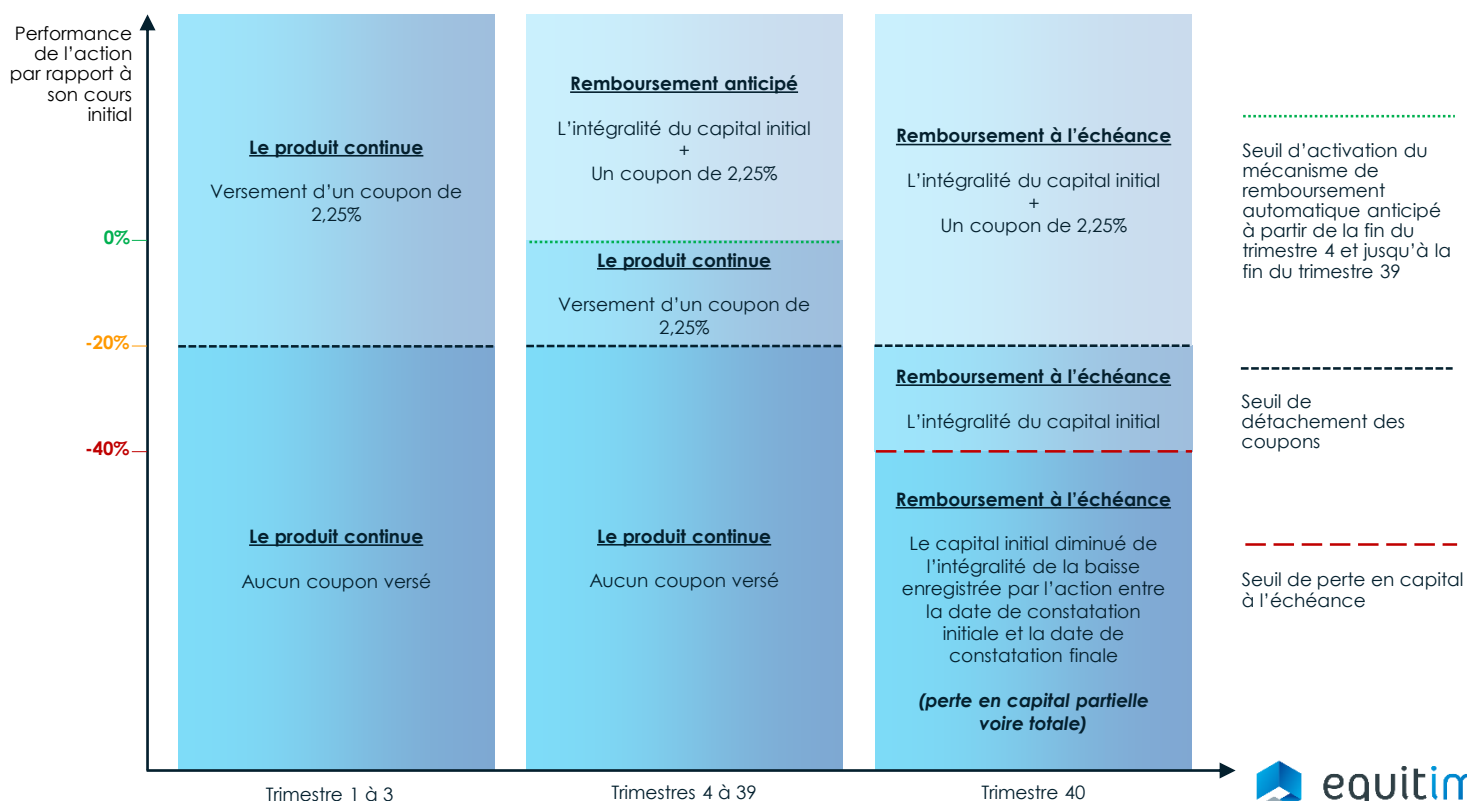 Performance
de l'action
par rapport à
son cours
initial
0%
-20%
-40%
Le produit continue
Versement d'un coupon de
2,25%
Le produit continue
Aucun coupon versé
Trimestre 1 à 3
Remboursement anticipé
L'intégralité du capital initial
+
Un coupon de 2,25%
Le produit continue
Versement d'un coupon de
2,25%
Le produit continue
Aucun coupon versé
Trimestres 4 à 39
Remboursement à l'échéance
L'intégralité du capital initial
+
Un coupon de 2,25%
Remboursement à l'échéance
L'intégralité du capital initial
Remboursement à l'échéance
Le capital initial diminué de
l'intégralité de la baisse
enregistrée par l'action entre
la date de constatation
initiale et la date de
constatation finale
(perte en capital partielle
voire totale)
Trimestre 40
Seuil d'activation du
mécanisme de
remboursement
automatique anticipé
à partir de la fin du
trimestre 4 et jusqu'à la
fin du trimestre 39
Seuil de
détachement des
coupons
Seuil de perte en capital
à l'échéance